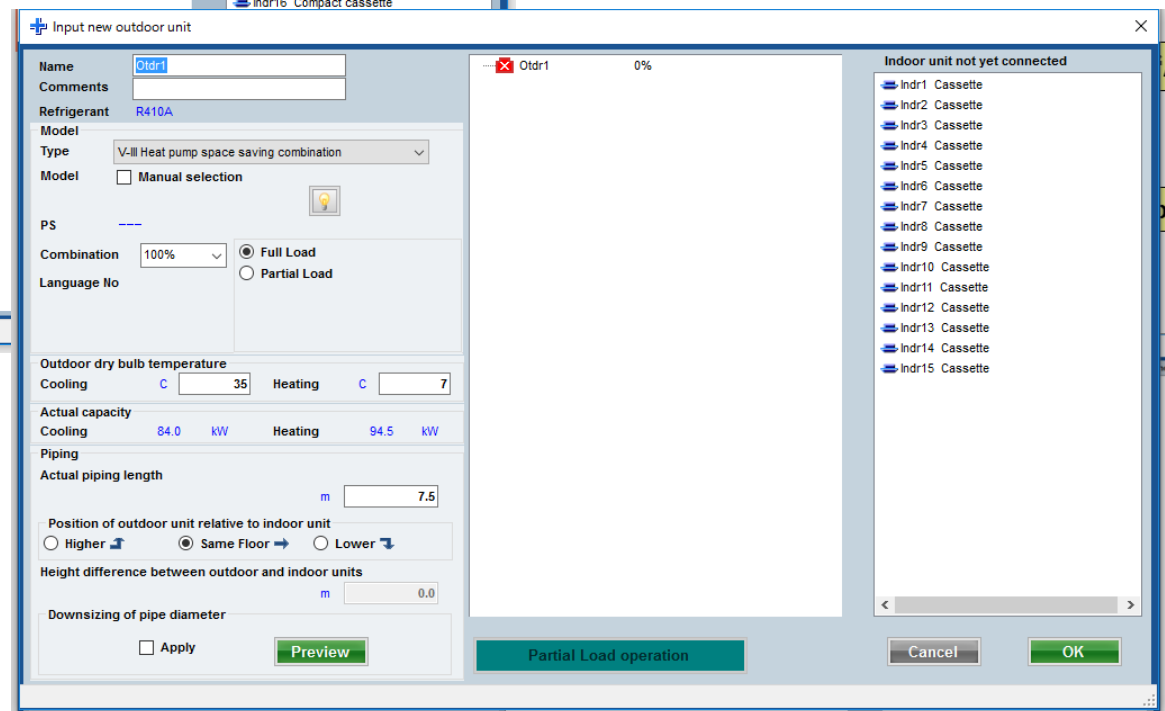 Indr16 Compact cassette
Input new outdoor unit
Name Otdr1
Comments
Refrigerant R410A
Model
Type V-III Heat pump space saving combination
Model Manual selection
PS ---
Combination 100% Full Load
Partial Load
Language No
Outdoor dry bulb temperature
Cooling C 35 Heating C 7
Actual capacity
Cooling 84.0 kW Heating 94.5 kW
Piping
Actual piping length
m 7.5
Position of outdoor unit relative to indoor unit
Higher Same Floor Lower
Height difference between outdoor and indoor units
m 0.0
Downsizing of pipe diameter
Apply Preview
Otdr1 0%
Partial Load operation
Indoor unit not yet connected
Indr1 Cassette
Indr2 Cassette
Indr3 Cassette
Indr4 Cassette
Indr5 Cassette
Indr6 Cassette
Indr7 Cassette
Indr8 Cassette
Indr9 Cassette
Indr10 Cassette
Indr11 Cassette
Indr12 Cassette
Indr13 Cassette
Indr14 Cassette
Indr15 Cassette
Cancel OK